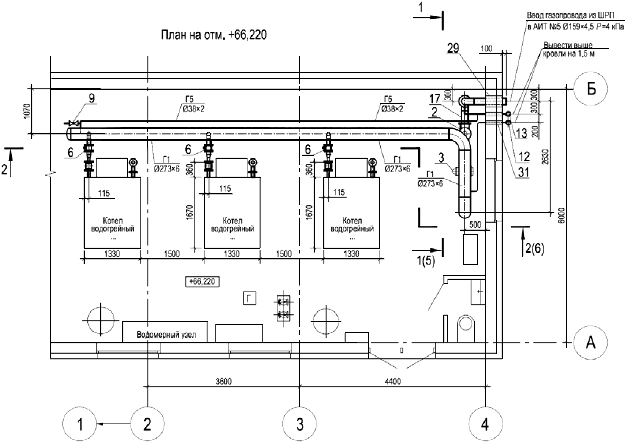 План на отм. +66,220
1
Ввод газопровода из ШРП
в АИТ №5 Ø159×4,5 P=4 кПа
Вывести выше
кровли на 1,5 м
29
100
Б
1070
9
Г5
Ø38×2
Г5
Ø38×2
17
2
300
300
300
200
13
12
31
2630
6000
2
6
6
6
Г1
Ø273×6
Г1
Ø273×6
3
Г1
Ø273×6
360
360
115
115
115
1670
1670
Котел
водогрейный
...
Котел
водогрейный
...
Котел
водогрейный
...
500
1330
1500
1330
1500
1330
1(5)
2(6)
+66,220
Г
Водомерный узел
А
3600
4400
1
2
3
4